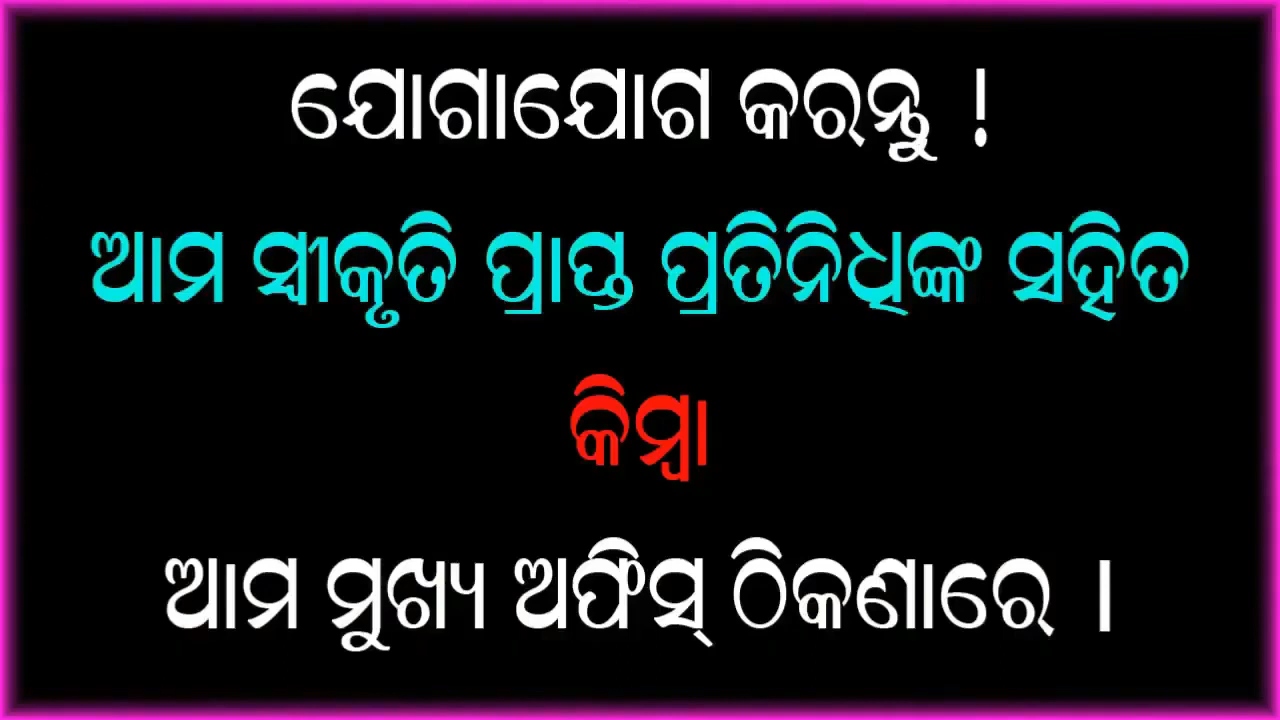 ଯୋଗାଯୋଗ କରନ୍ତୁ !
ଆମ ସ୍ୱୀକୃତି ପ୍ରାପ୍ତ ପ୍ରତିନିଧିଙ୍କ ସହିତ
କିମ୍ବା
ଆମ ମୁଖ୍ୟ ଅଫିସ୍ ଠିକଣାରେ ।